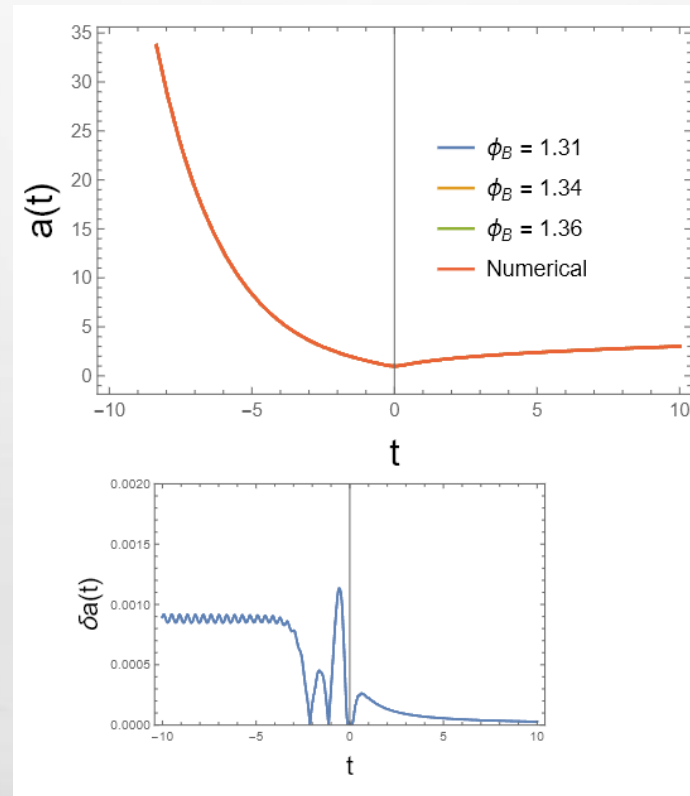 35
30
25
20
15
10
5
0
a(t)
ϕB = 1.31
ϕB = 1.34
ϕB = 1.36
Numerical
−10 −5 0 5 10
t
0.0020
0.0015
0.0010
0.0005
0.0000
δa(t)
−10 −5 0 5 10
t